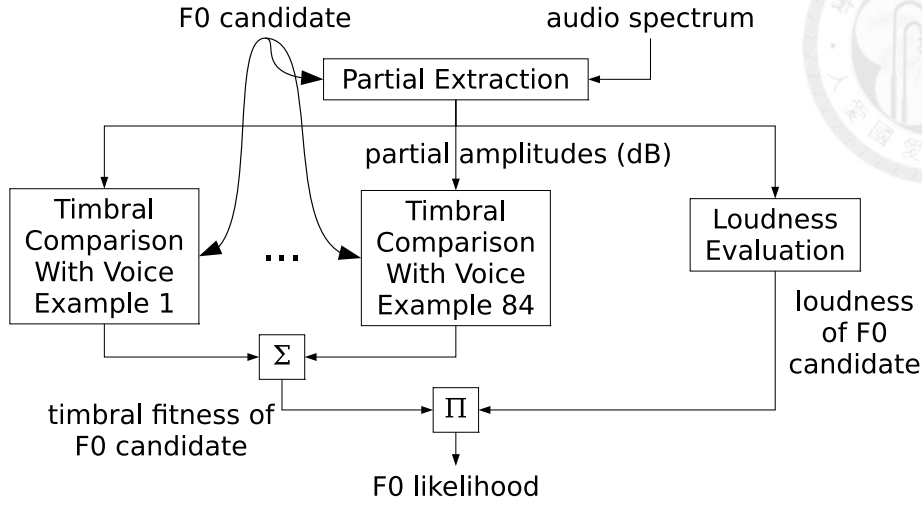 F0 candidate
audio spectrum
Partial Extraction
partial amplitudes (dB)
Timbral
Comparison
With Voice
Example 1
...
Timbral
Comparison
With Voice
Example 84
Loudness
Evaluation
loudness
of F0
candidate
Σ
timbral fitness of
F0 candidate
Π
F0 likelihood